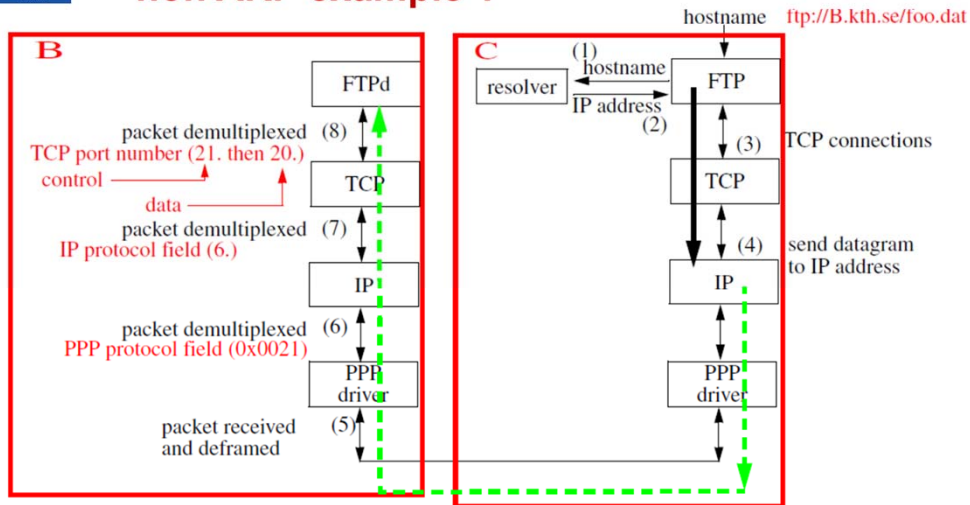 hostname ftp://B.kth.se/foo.dat
B
FTPd
packet demultiplexed (8)
TCP port number (21. then 20.)
control
data
TCP
packet demultiplexed (7)
IP protocol field (6.)
IP
packet demultiplexed (6)
PPP protocol field (0x0021)
PPP
driver
packet received (5)
and deframed
C
(1)
hostname
resolver
IP address
(2)
FTP
(3) TCP connections
TCP
(4) send datagram
to IP address
IP
PPP
driver